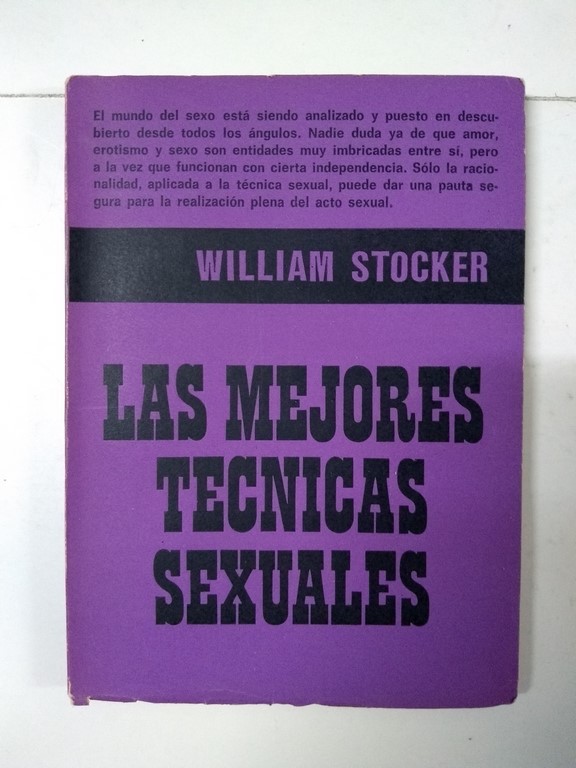 El mundo del sexo está siendo analizado y puesto en descu-
bierto desde todos los ángulos. Nadie duda ya de que amor,
erotismo y sexo son entidades muy imbricadas entre sí, pero
a la vez que funcionan con cierta independencia. Sólo la racio-
nalidad, aplicada a la técnica sexual, puede dar una pauta se-
gura para la realización plena del acto sexual.
WILLIAM STOCKER
LAS MEJORES
TECNICAS
SEXUALES